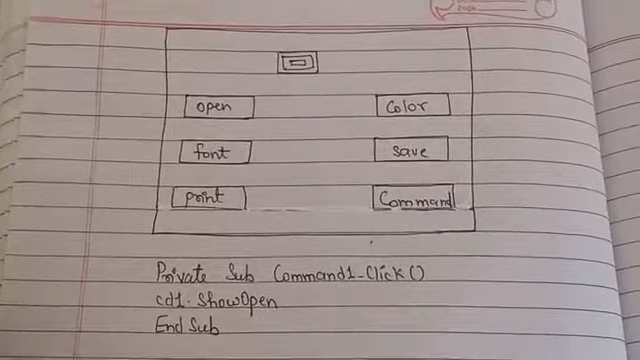 open Color
font save
print Command
Private Sub Command1_Click()
cd1.ShowOpen
End Sub